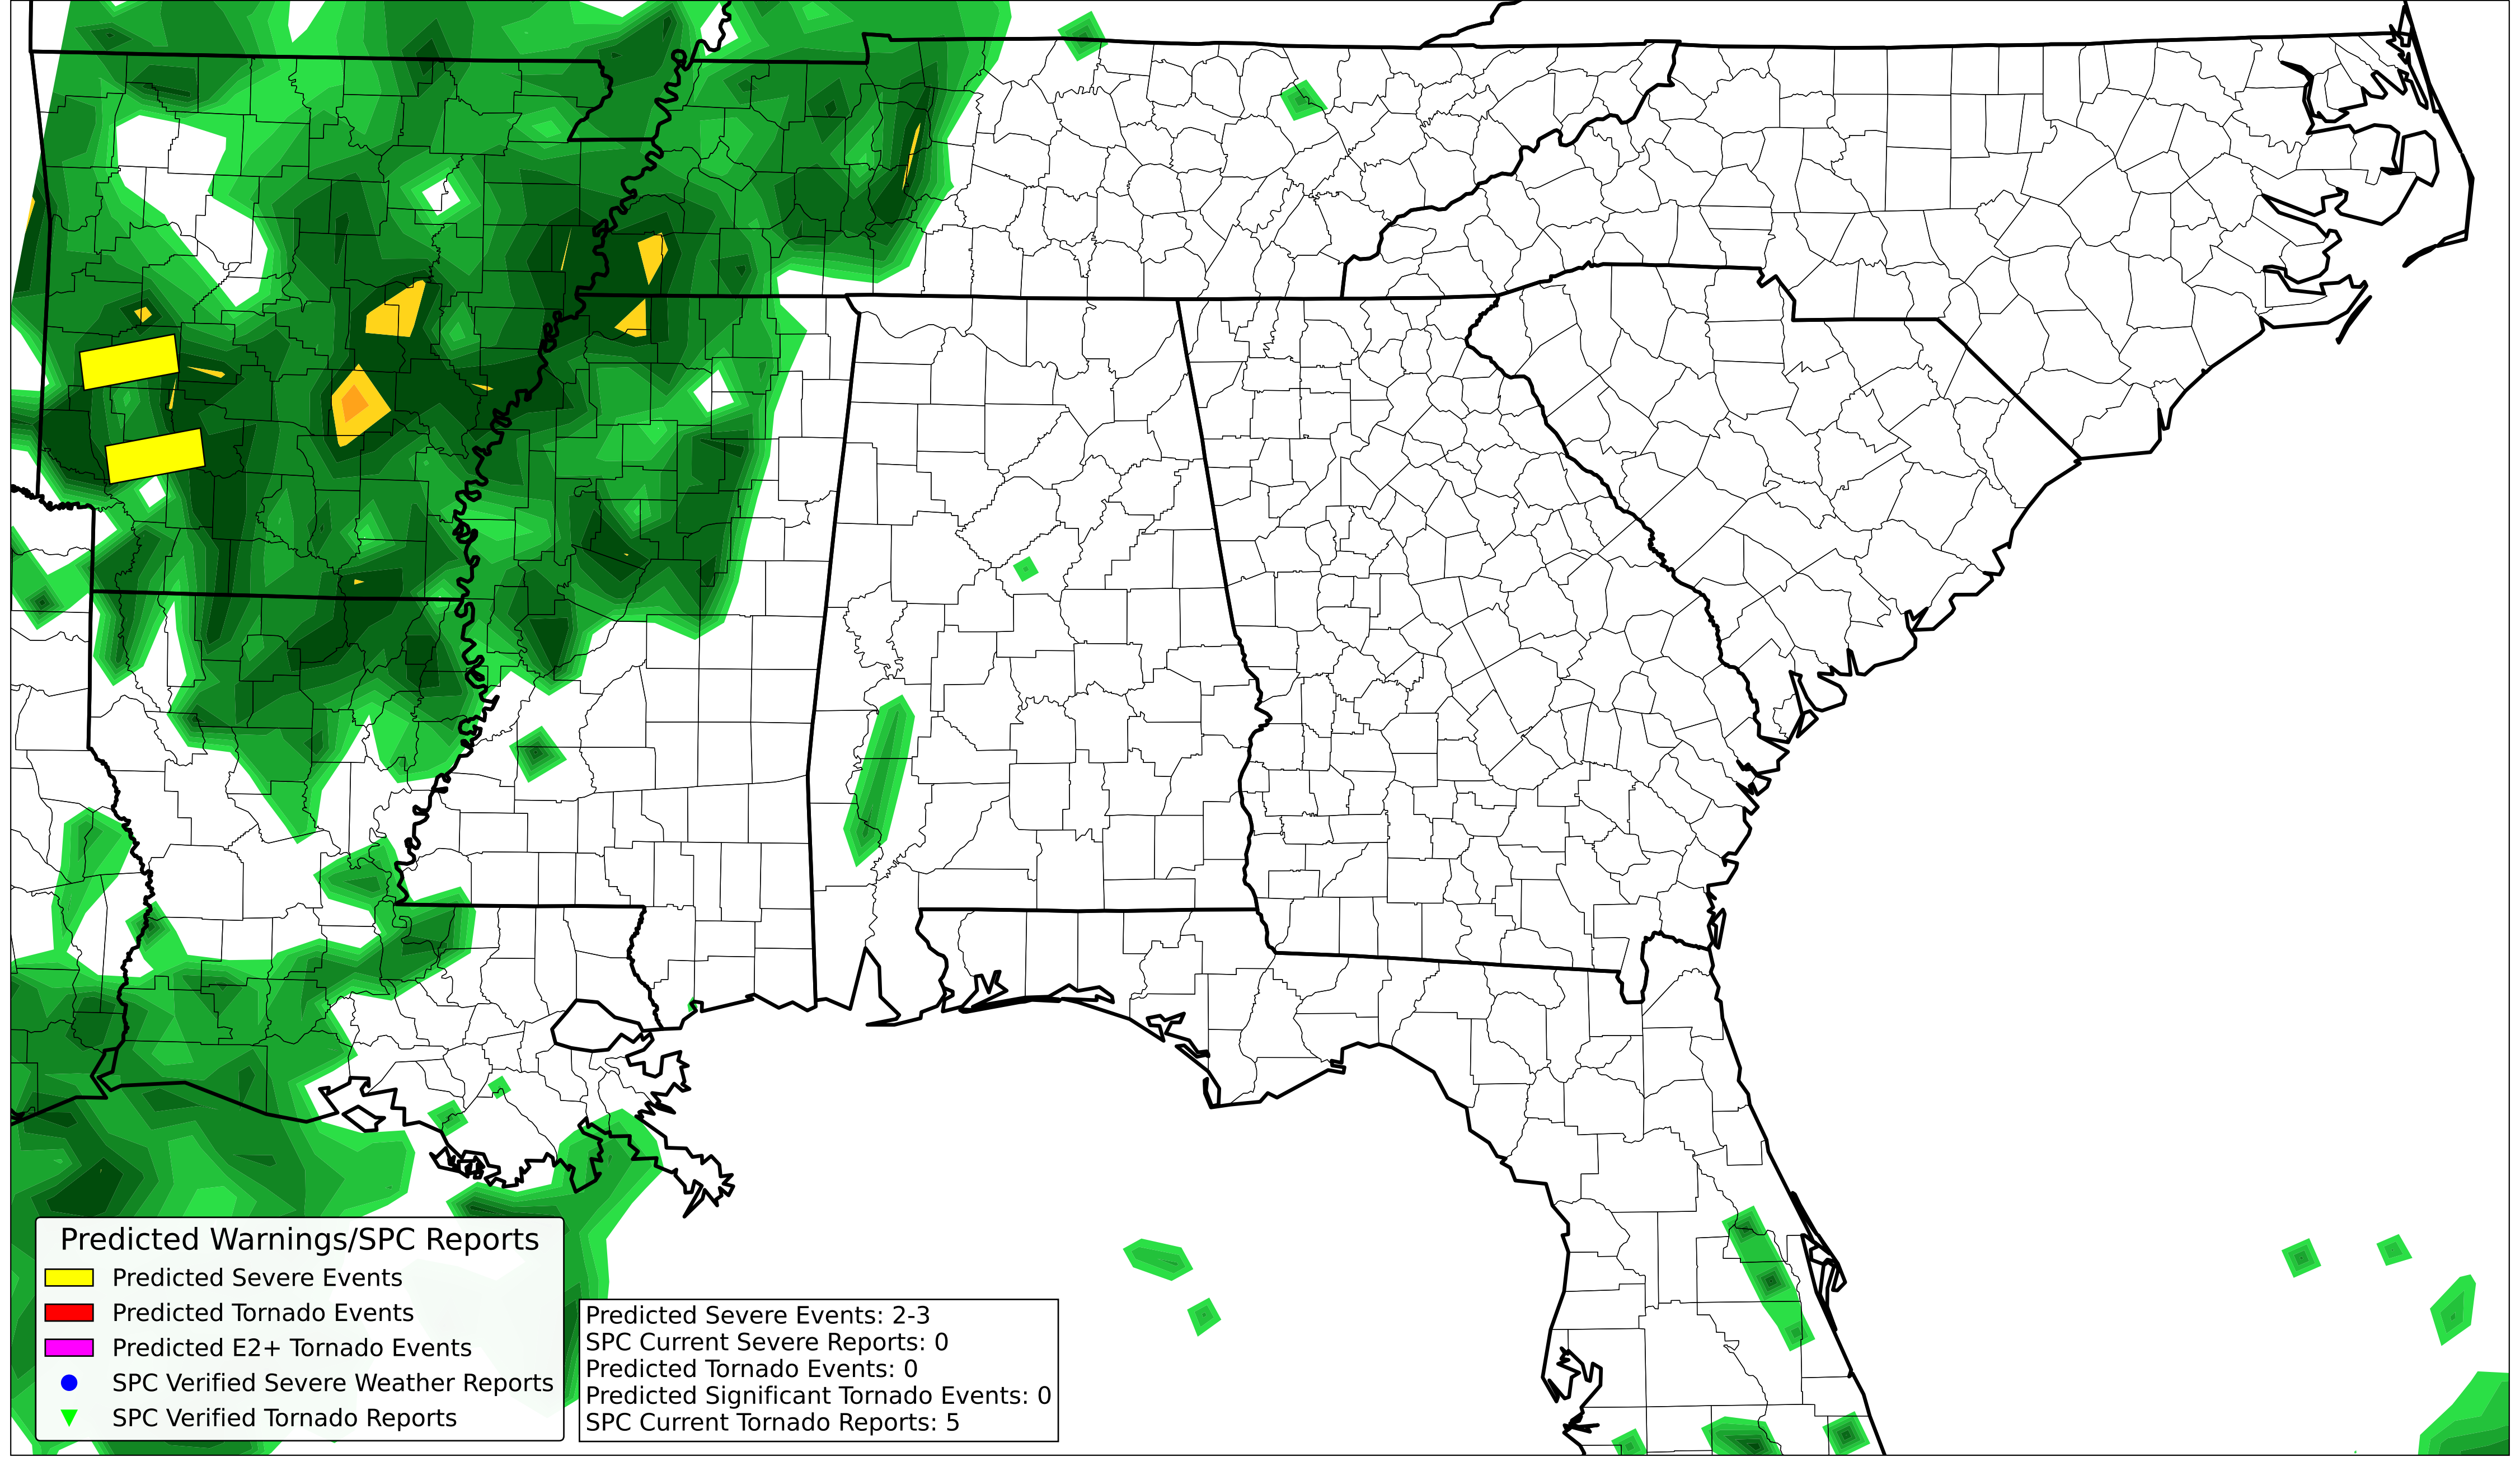 Predicted Warnings/SPC Reports
Predicted Severe Events
Predicted Tornado Events
Predicted E2+ Tornado Events
SPC Verified Severe Weather Reports
SPC Verified Tornado Reports
Predicted Severe Events: 2-3
SPC Current Severe Reports: 0
Predicted Tornado Events: 0
Predicted Significant Tornado Events: 0
SPC Current Tornado Reports: 5